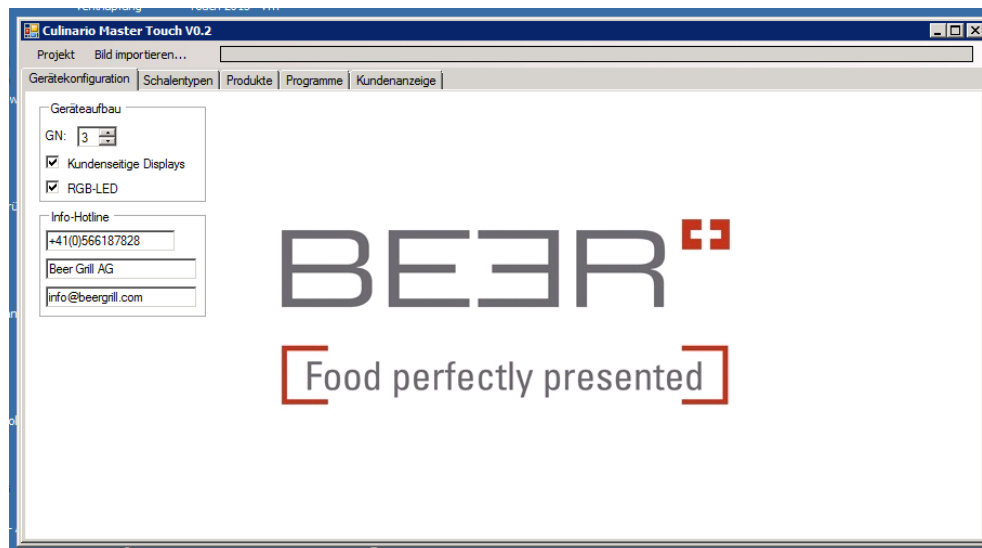 Culinario Master Touch V0.2
Projekt Bild importieren...
Gerätekonfiguration Schalentypen Produkte Programme Kundenanzeige
Geräteaufbau
GN: 3
Kundenseitige Displays
RGB-LED
Info-Hotline
+41(0)566187828
Beer Grill AG
info@beergrill.com
BEER
Food perfectly presented